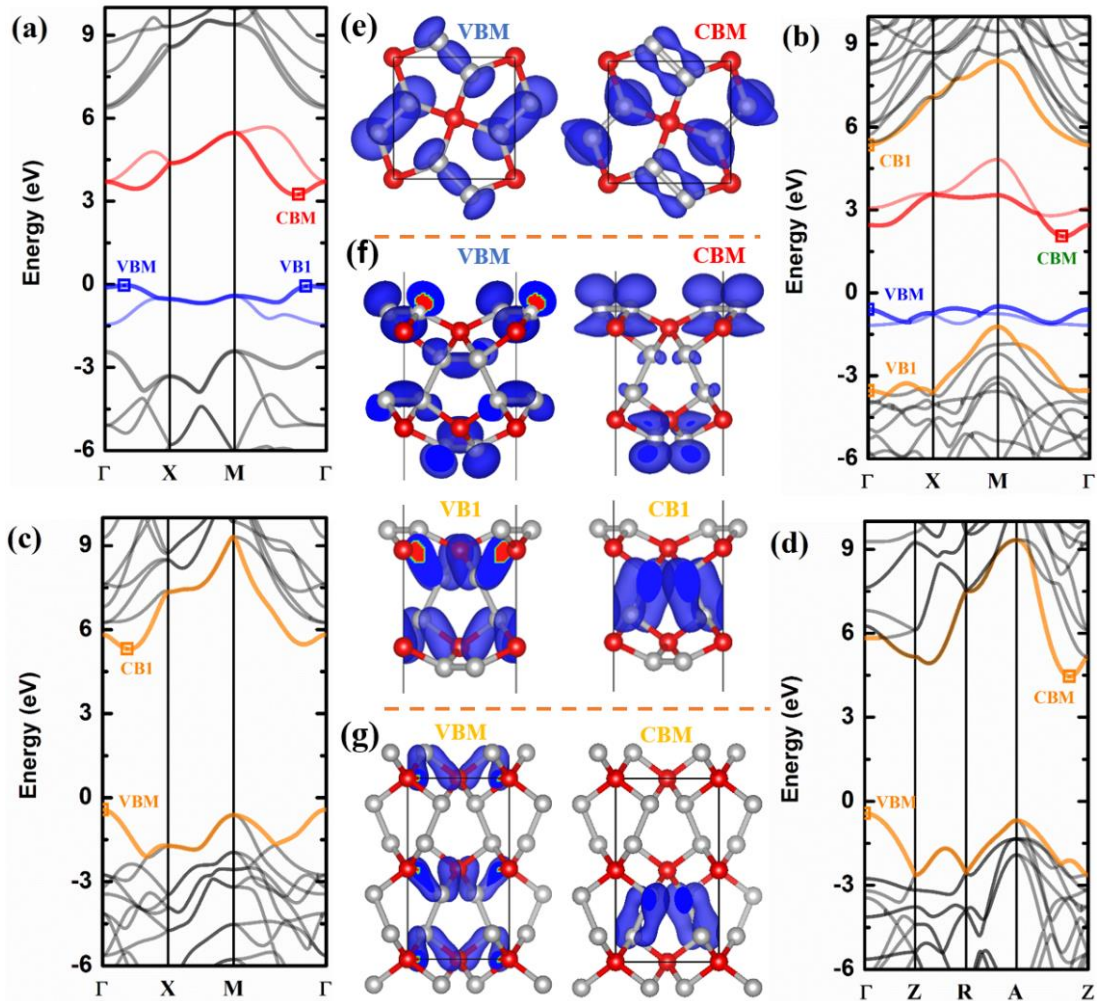 (a)
9
6
3
0
-3
-6
Energy (eV)
CBM
VBM
VB1
Γ X M Γ
(e)
VBM
CBM
(b)
9
6
3
0
-3
-6
Energy (eV)
CB1
CBM
VBM
VB1
Γ X M Γ
(f)
VBM
CBM
VB1
CB1
(c)
9
6
3
0
-3
-6
Energy (eV)
CB1
VBM
Γ X M Γ
(g)
VBM
CBM
(d)
9
6
3
0
-3
-6
Energy (eV)
CBM
VBM
Γ Z R A Z